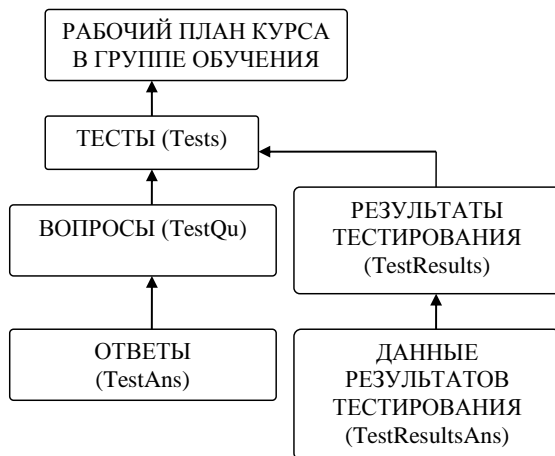 РАБОЧИЙ ПЛАН КУРСА
В ГРУППЕ ОБУЧЕНИЯ
ТЕСТЫ (Tests)
ВОПРОСЫ (TestQu)
РЕЗУЛЬТАТЫ
ТЕСТИРОВАНИЯ
(TestResults)
ОТВЕТЫ
(TestAns)
ДАННЫЕ
РЕЗУЛЬТАТОВ
ТЕСТИРОВАНИЯ
(TestResultsAns)